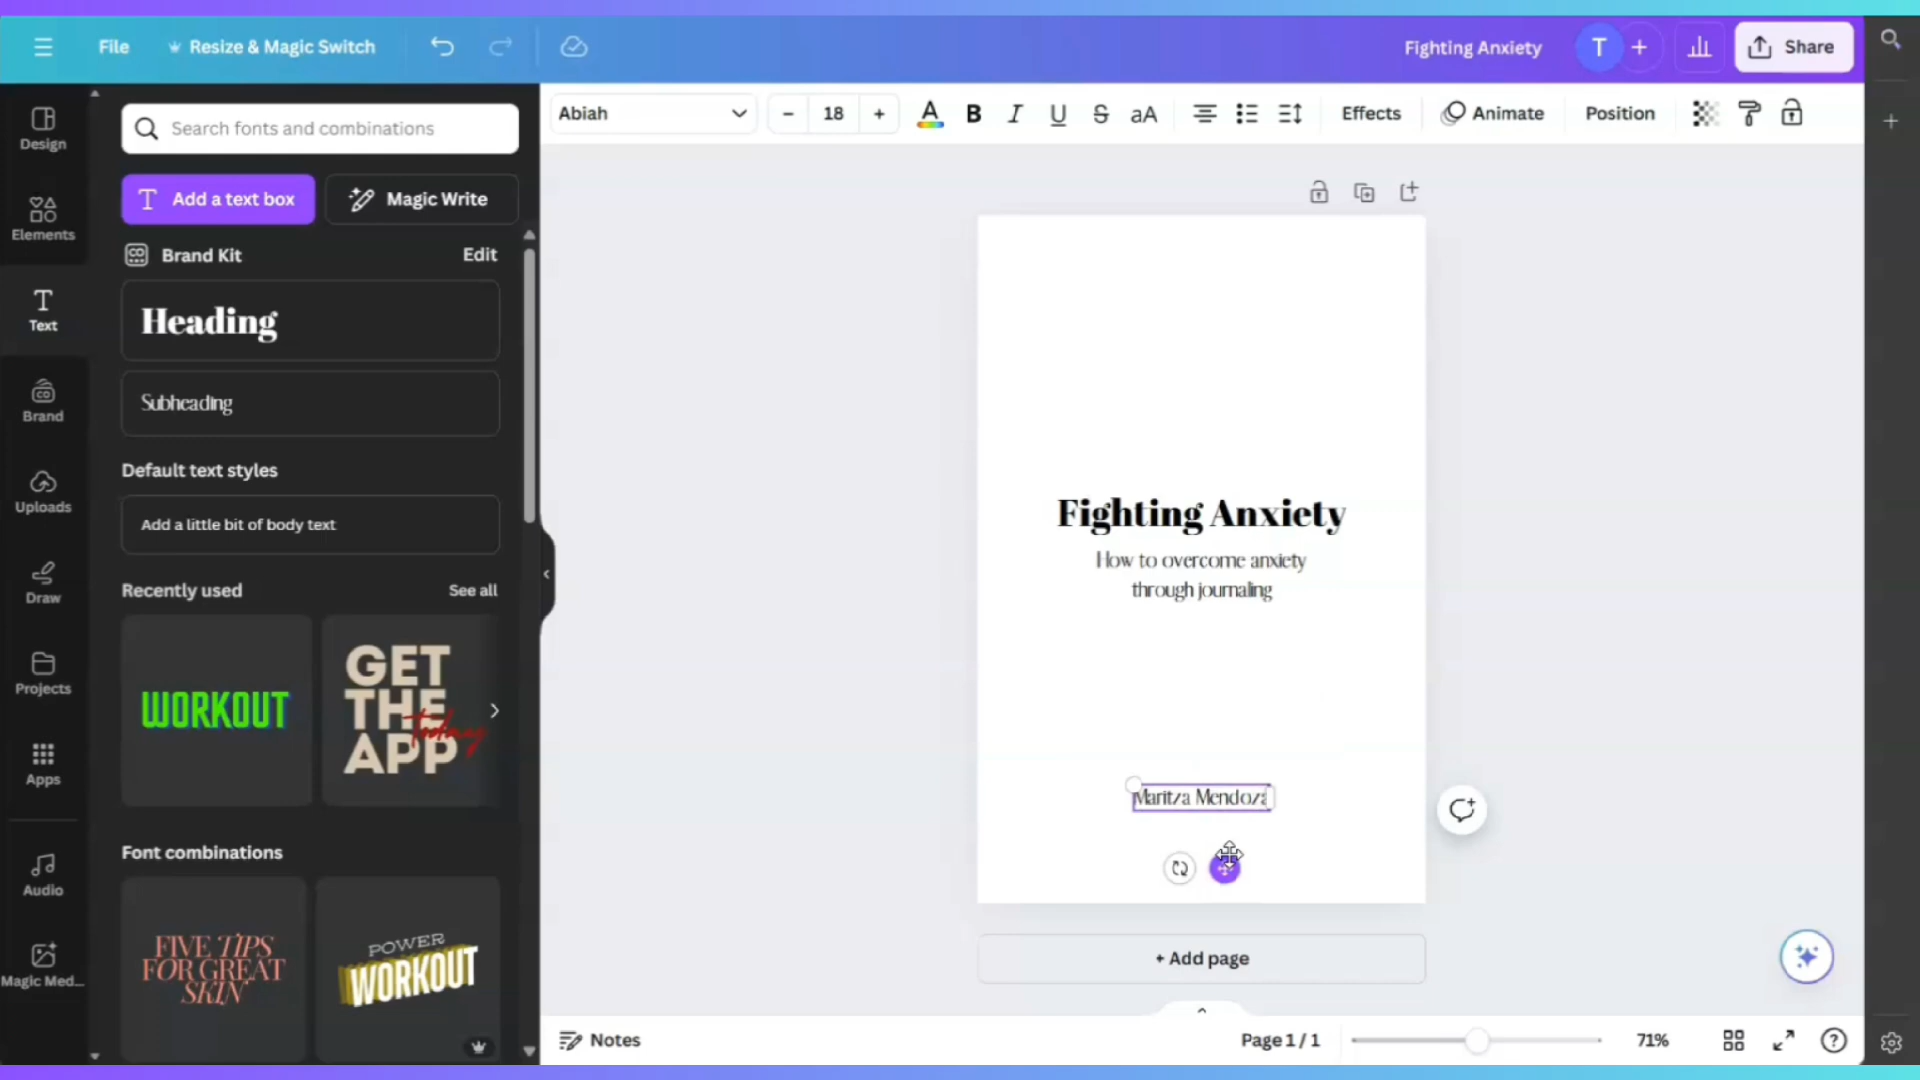 File
Resize & Magic Switch
Fighting Anxiety
T
Share
Design
Elements
Text
Brand
Uploads
Draw
Projects
Apps
Audio
Magic Med...
Search fonts and combinations
Add a text box
Magic Write
Brand Kit
Edit
Heading
Subheading
Default text styles
Add a little bit of body text
Recently used
See all
WORKOUT
GET
THE
today
APP
Font combinations
FIVE TIPS
FOR GREAT
SKIN
POWER
WORKOUT
Abiah
18
A
B
I
U
S
aA
Effects
Animate
Position
Fighting Anxiety
How to overcome anxiety
through journaling
Maritza Mendoza
+ Add page
Notes
Page 1 / 1
71%